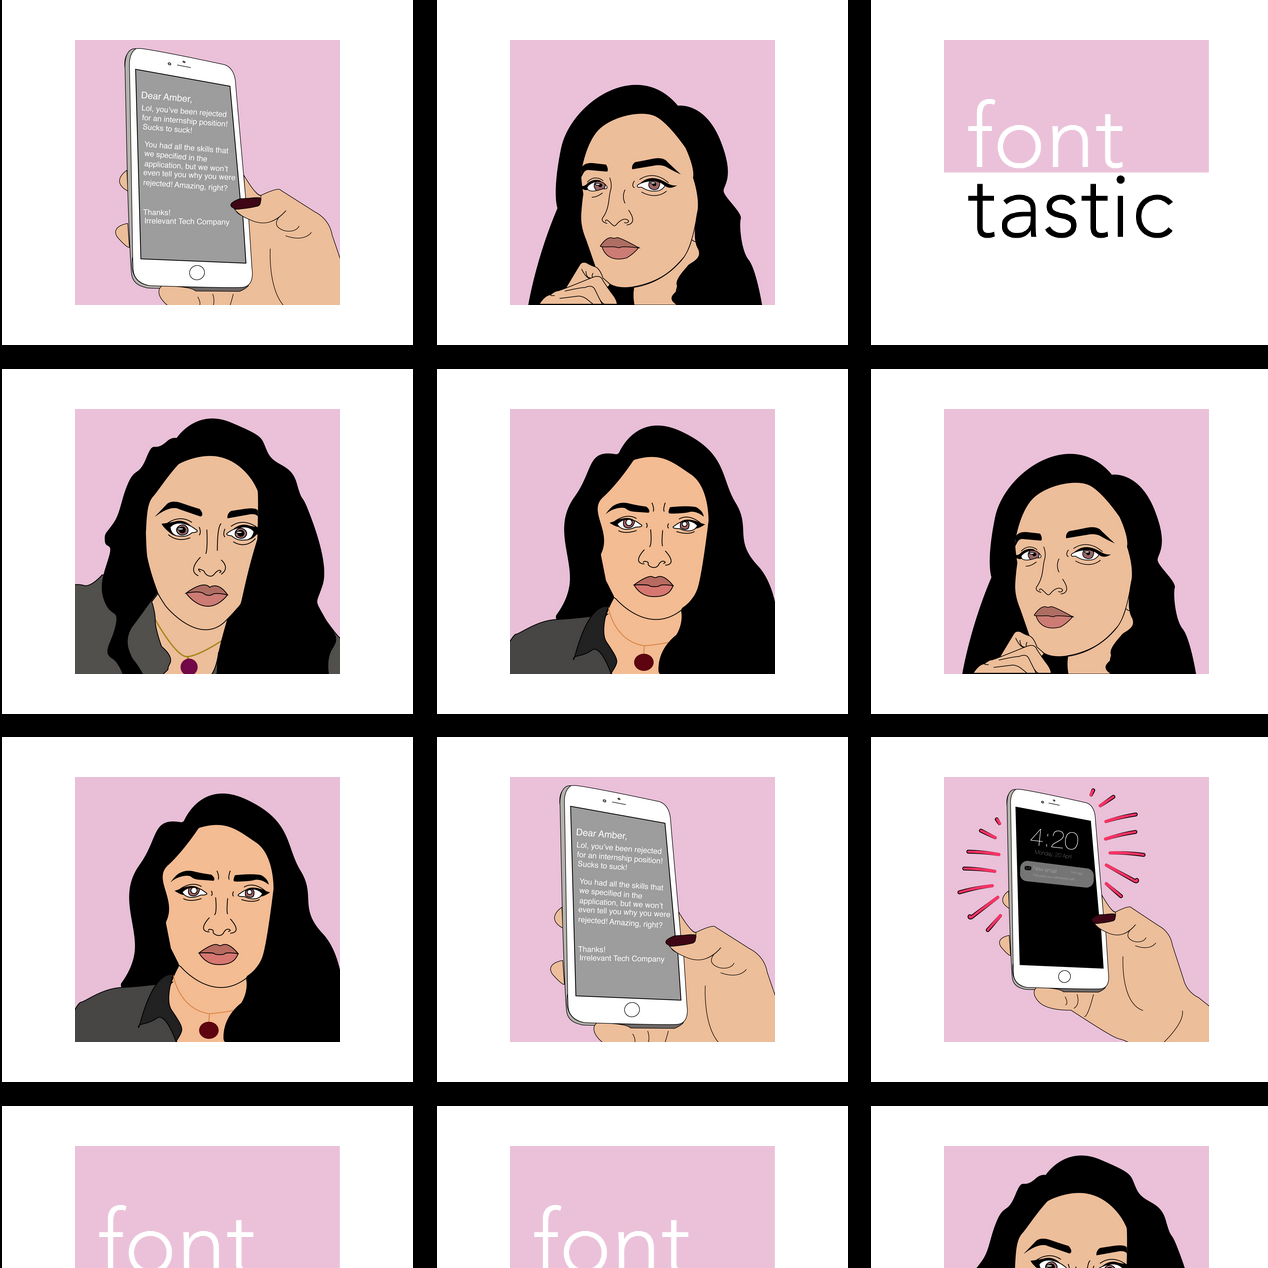 Dear Amber,
Lol, you've been rejected
for an internship position!
Sucks to suck!
You had all the skills that
we specified in the
application, but we won't
even tell you why you were
rejected! Amazing, right?
Thanks!
Irrelevant Tech Company
font
tastic
Dear Amber,
Lol, you've been rejected
for an internship position!
Sucks to suck!
You had all the skills that
we specified in the
application, but we won't
even tell you why you were
rejected! Amazing, right?
Thanks!
Irrelevant Tech Company
4:20
Monday, 20 April
font
font